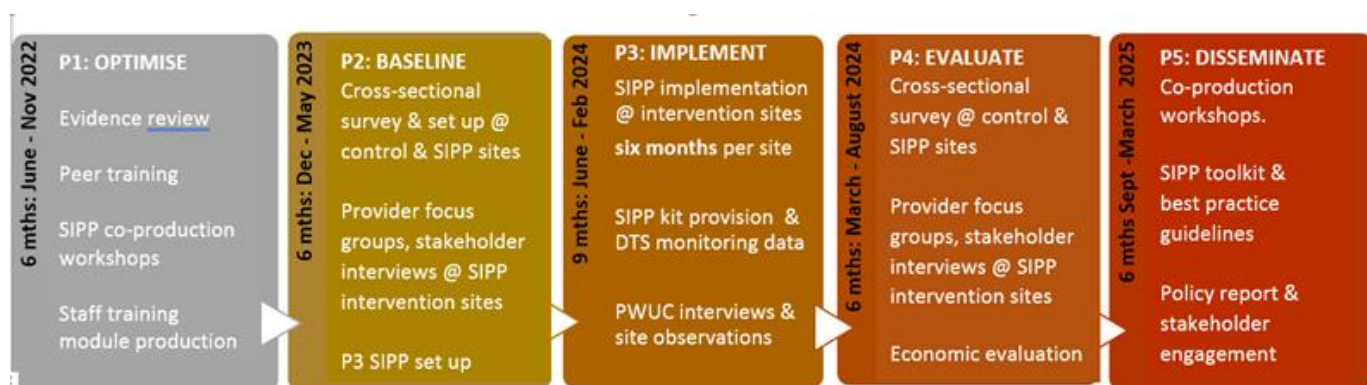 6 mths: June - Nov 2022
P1: OPTIMISE
Evidence review
Peer training
SIPP co-production
workshops
Staff training
module production
6 mths: Dec - May 2023
P2: BASELINE
Cross-sectional
survey & set up @
control & SIPP sites
Provider focus
groups, stakeholder
interviews @ SIPP
intervention sites
P3 SIPP set up
9 mths: June - Feb 2024
P3: IMPLEMENT
SIPP implementation
@ intervention sites
six months per site
SIPP kit provision &
DTS monitoring data
PWUC interviews &
site observations
6 mths: March - August 2024
P4: EVALUATE
Cross-sectional
survey @ control &
SIPP sites
Provider focus
groups, stakeholder
interviews @ SIPP
intervention sites
Economic evaluation
6 mths Sept -March 2025
P5: DISSEMINATE
Co-production
workshops.
SIPP toolkit &
best practice
guidelines
Policy report &
stakeholder
engagement